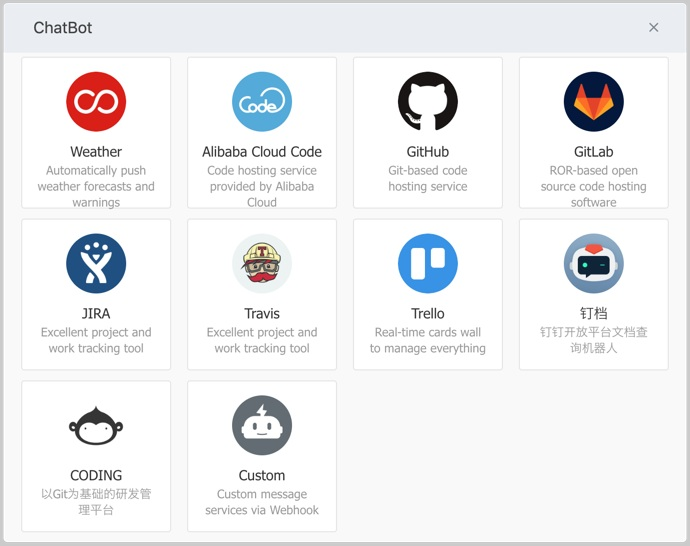 ChatBot
Weather
Automatically push
weather forecasts and
warnings
Code
Alibaba Cloud Code
Code hosting service
provided by Alibaba
Cloud
GitHub
Git-based code
hosting service
GitLab
ROR-based open
source code hosting
software
JIRA
Excellent project and
work tracking tool
T
Travis
Excellent project and
work tracking tool
Trello
Real-time cards wall
to manage everything
钉档
钉钉开放平台文档查
询机器人
CODING
以Git为基础的研发管
理平台
Custom
Custom message
services via Webhook